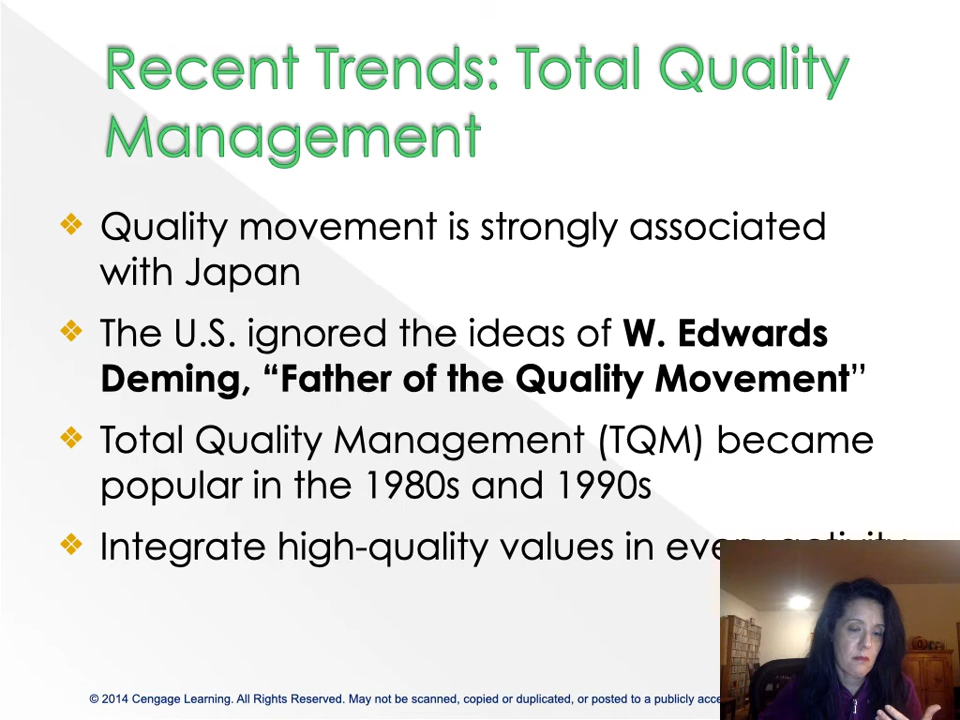 Recent Trends: Total Quality
Management
❖ Quality movement is strongly associated
with Japan
❖ The U.S. ignored the ideas of W. Edwards
Deming, “Father of the Quality Movement”
❖ Total Quality Management (TQM) became
popular in the 1980s and 1990s
❖ Integrate high-quality values in every activity
© 2014 Cengage Learning. All Rights Reserved. May not be scanned, copied or duplicated, or posted to a publicly